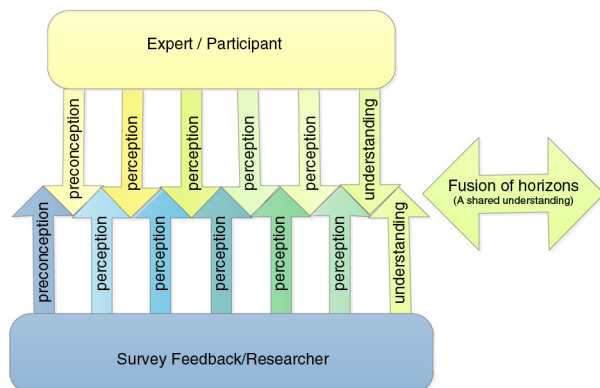 Expert / Participant
preconception
perception
perception
perception
perception
understanding
Fusion of horizons
(A shared understanding)
preconception
perception
perception
perception
perception
perception
understanding
Survey Feedback/Researcher